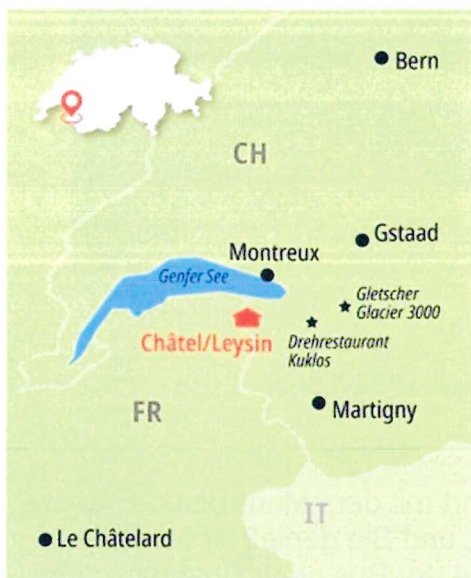 Bern
CH
Gstaad
Montreux
Genfer See
Gletscher
Glacier 3000
Châtel/Leysin
Drehrestaurant
Kuklos
FR
Martigny
IT
Le Châtelard